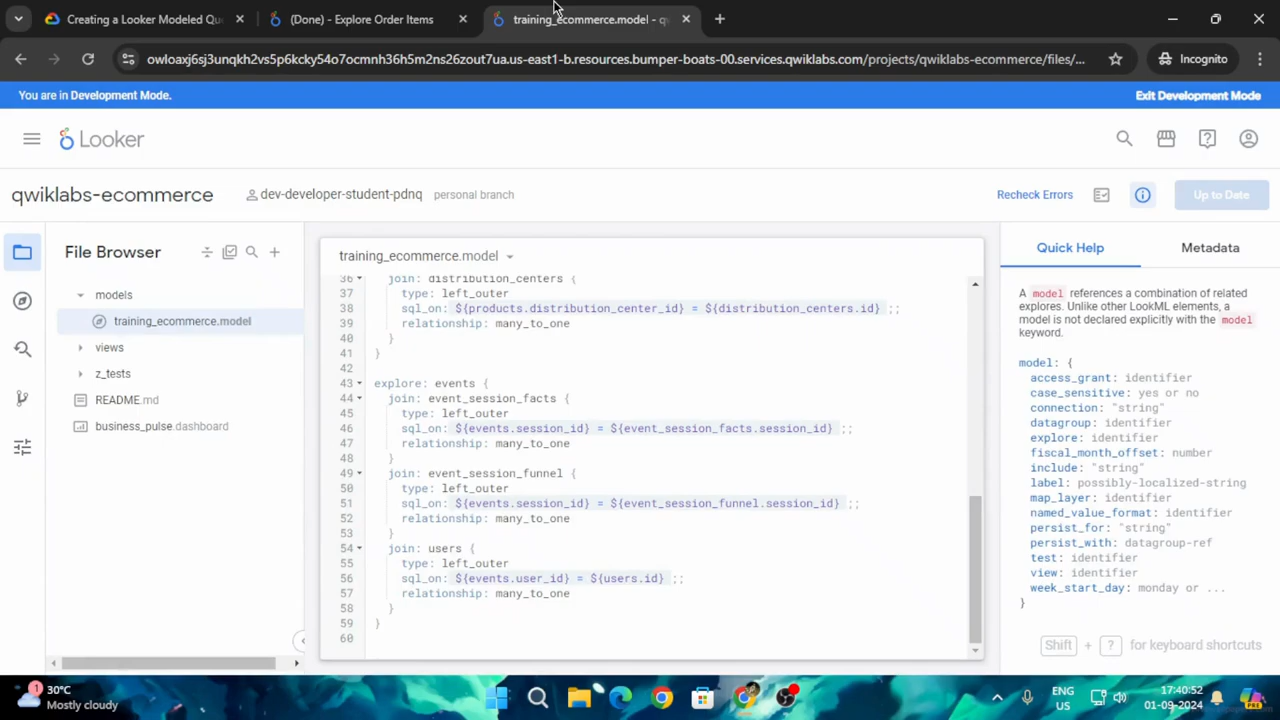 Creating a Looker Modeled Qu
(Done) - Explore Order Items
training_ecommerce.model - q
owloaxj6sj3unqkh2vs5p6kcky54o7ocmnh36h5m2ns26zout7ua.us-east1-b.resources.bumper-boats-00.services.qwiklabs.com/projects/qwiklabs-ecommerce/files/...
Incognito
You are in Development Mode.
Exit Development Mode
Looker
qwiklabs-ecommerce
dev-developer-student-pdnq personal branch
Recheck Errors
Up to Date
File Browser
models
training_ecommerce.model
views
z_tests
README.md
business_pulse.dashboard
training_ecommerce.model
36 join: distribution_centers {
37 type: left_outer
38 sql_on: ${products.distribution_center_id} = ${distribution_centers.id} ;;
39 relationship: many_to_one
40 }
41 }
42
43 explore: events {
44 join: event_session_facts {
45 type: left_outer
46 sql_on: ${events.session_id} = ${event_session_facts.session_id} ;;
47 relationship: many_to_one
48 }
49 join: event_session_funnel {
50 type: left_outer
51 sql_on: ${events.session_id} = ${event_session_funnel.session_id} ;;
52 relationship: many_to_one
53 }
54 join: users {
55 type: left_outer
56 sql_on: ${events.user_id} = ${users.id} ;;
57 relationship: many_to_one
58 }
59 }
60
Quick Help
Metadata
A model references a combination of related
explores. Unlike other LookML elements, a
model is not declared explicitly with the model
keyword.
model: {
access_grant: identifier
case_sensitive: yes or no
connection: "string"
datagroup: identifier
explore: identifier
fiscal_month_offset: number
include: "string"
label: possibly-localized-string
map_layer: identifier
named_value_format: identifier
persist_for: "string"
persist_with: datagroup-ref
test: identifier
view: identifier
week_start_day: monday or ...
}
Shift + ? for keyboard shortcuts
1
30°C
Mostly cloudy
ENG
US
17:40:52
01-09-2024
PRE